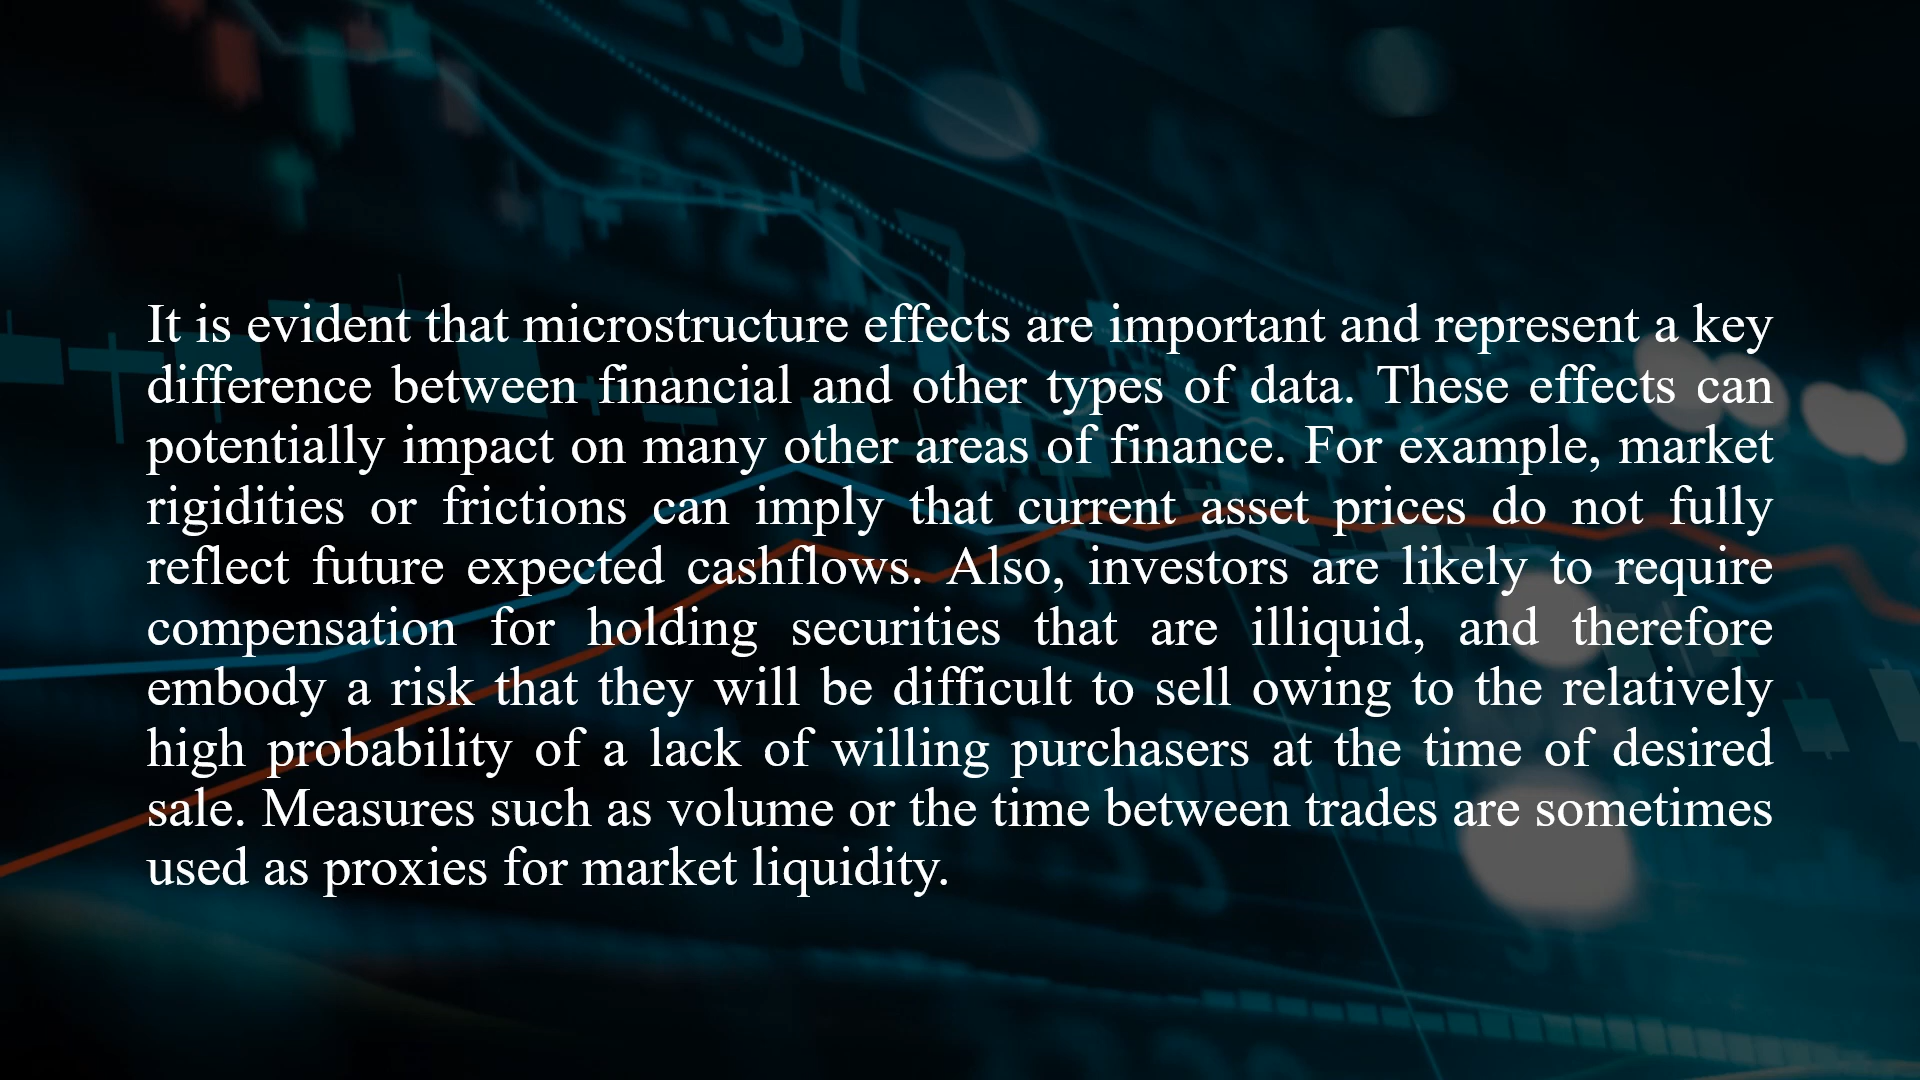 It is evident that microstructure effects are important and represent a key
difference between financial and other types of data. These effects can
potentially impact on many other areas of finance. For example, market
rigidities or frictions can imply that current asset prices do not fully
reflect future expected cashflows. Also, investors are likely to require
compensation for holding securities that are illiquid, and therefore
embody a risk that they will be difficult to sell owing to the relatively
high probability of a lack of willing purchasers at the time of desired
sale. Measures such as volume or the time between trades are sometimes
used as proxies for market liquidity.